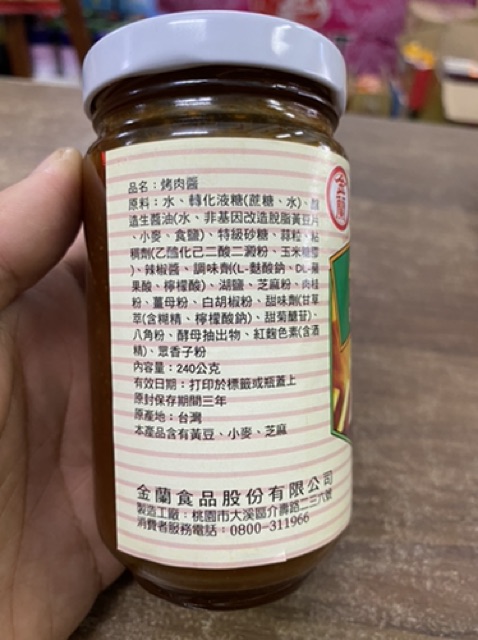 品名：烤肉醬
原料：水、轉化液糖(蔗糖、水)、釀
造生醬油(水、非基因改造脫脂黃豆片
、小麥、食鹽)、特級砂糖、蒜粒、粘
稠劑(乙醯化己二酸二澱粉、玉米糖膠
)、辣椒醬、調味劑(L-麩酸鈉、DL-蘋
果酸、檸檬酸)、湖鹽、芝麻粉、肉桂
粉、薑母粉、白胡椒粉、甜味劑(甘草
萃(含糊精、檸檬酸鈉)、甜菊醣苷)、
八角粉、酵母抽出物、紅麴色素(含酒
精)、眾香子粉
內容量：240公克
有效日期：打印於標籤或瓶蓋上
原封保存期間三年
原產地：台灣
本產品含有黃豆、小麥、芝麻
金蘭食品股份有限公司
製造工廠：桃園市大溪區介壽路二三六號
消費者服務電話：0800-311966
金蘭